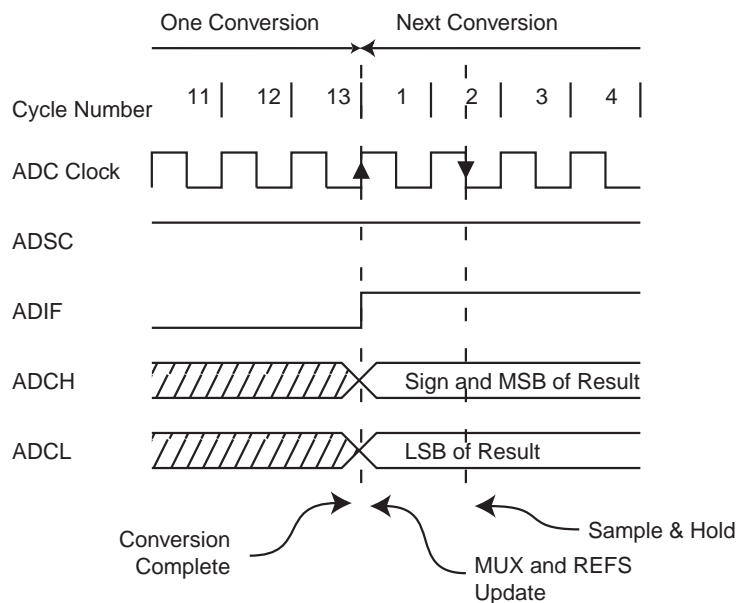 One Conversion
Next Conversion
Cycle Number
11
12
13
1
2
3
4
ADC Clock
ADSC
ADIF
ADCH
Sign and MSB of Result
ADCL
LSB of Result
Conversion
Complete
MUX and REFS
Update
Sample & Hold